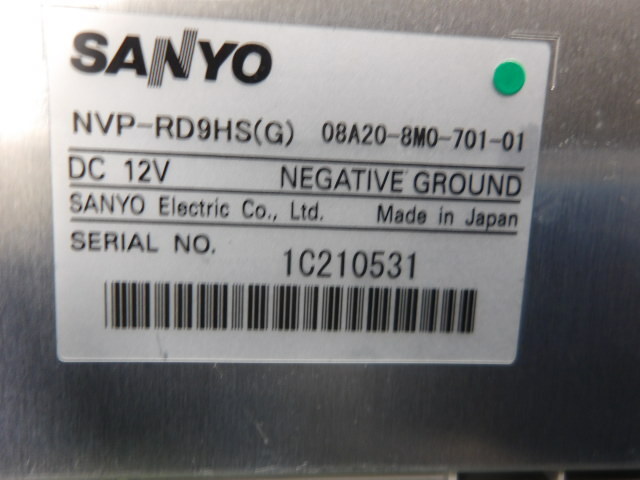 SANYO
NVP-RD9HS(G) 08A20-8M0-701-01
DC 12V NEGATIVE GROUND
SANYO Electric Co., Ltd. Made in Japan
SERIAL NO. 1C210531